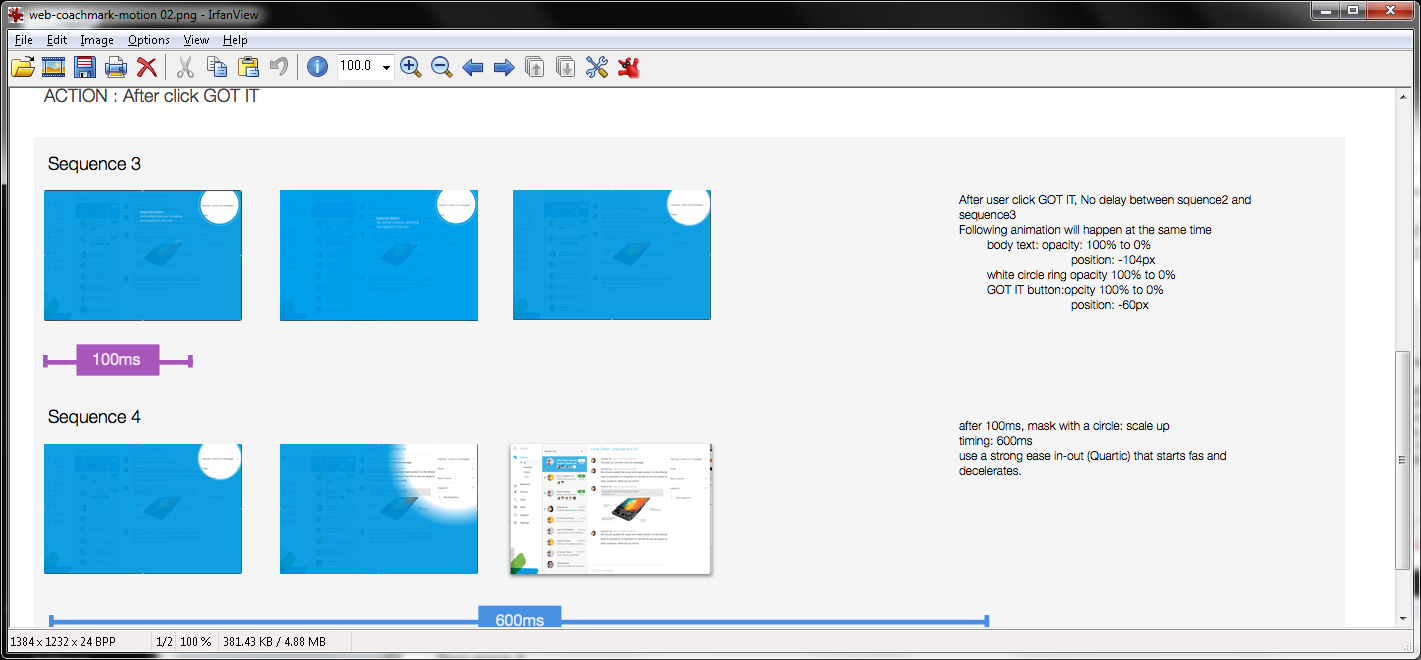 web-coachmark-motion 02.png - IrfanView
File Edit Image Options View Help
100.0
ACTION : After click GOT IT
Sequence 3
After user click GOT IT, No delay between squence2 and
sequence3
Following animation will happen at the same time
body text: opacity: 100% to 0%
position: -104px
white circle ring opacity 100% to 0%
GOT IT button:opcity 100% to 0%
position: -60px
100ms
Sequence 4
after 100ms, mask with a circle: scale up
timing: 600ms
use a strong ease in-out (Quartic) that starts fas and
decelerates.
600ms
1384 x 1232 x 24 BPP 1/2 100 % 381.43 KB / 4.88 MB